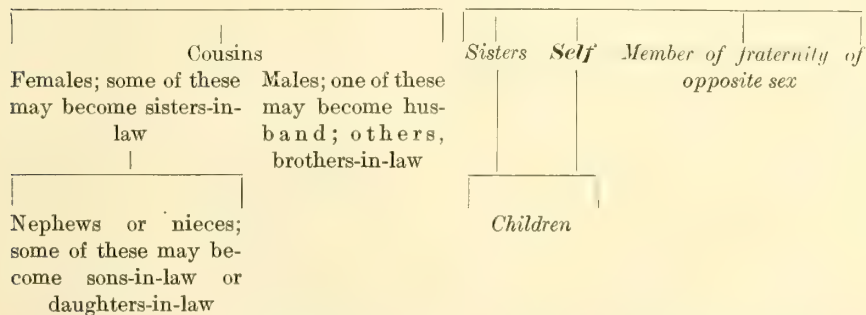 Cousins
Females; some of these
may become sisters-in-
law
Males; one of these
may become hus-
band; others,
brothers-in-law
Sisters Self Member of fraternity of
opposite sex
Nephews or nieces;
some of these may be-
come sons-in-law or
daughters-in-law
Children